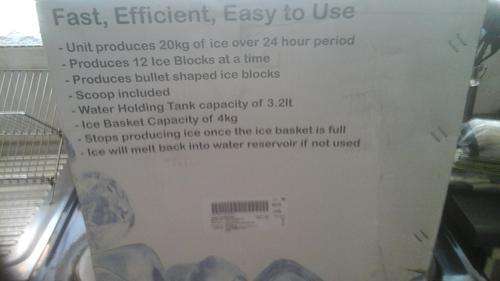 Fast, Efficient, Easy to Use
- Unit produces 20kg of ice over 24 hour period
- Produces 12 Ice Blocks at a time
- Produces bullet shaped ice blocks
- Scoop included
- Water Holding Tank capacity of 3.2lt
- Ice Basket Capacity of 4kg
- Stops producing ice once the ice basket is full
- Ice will melt back into water reservoir if not used